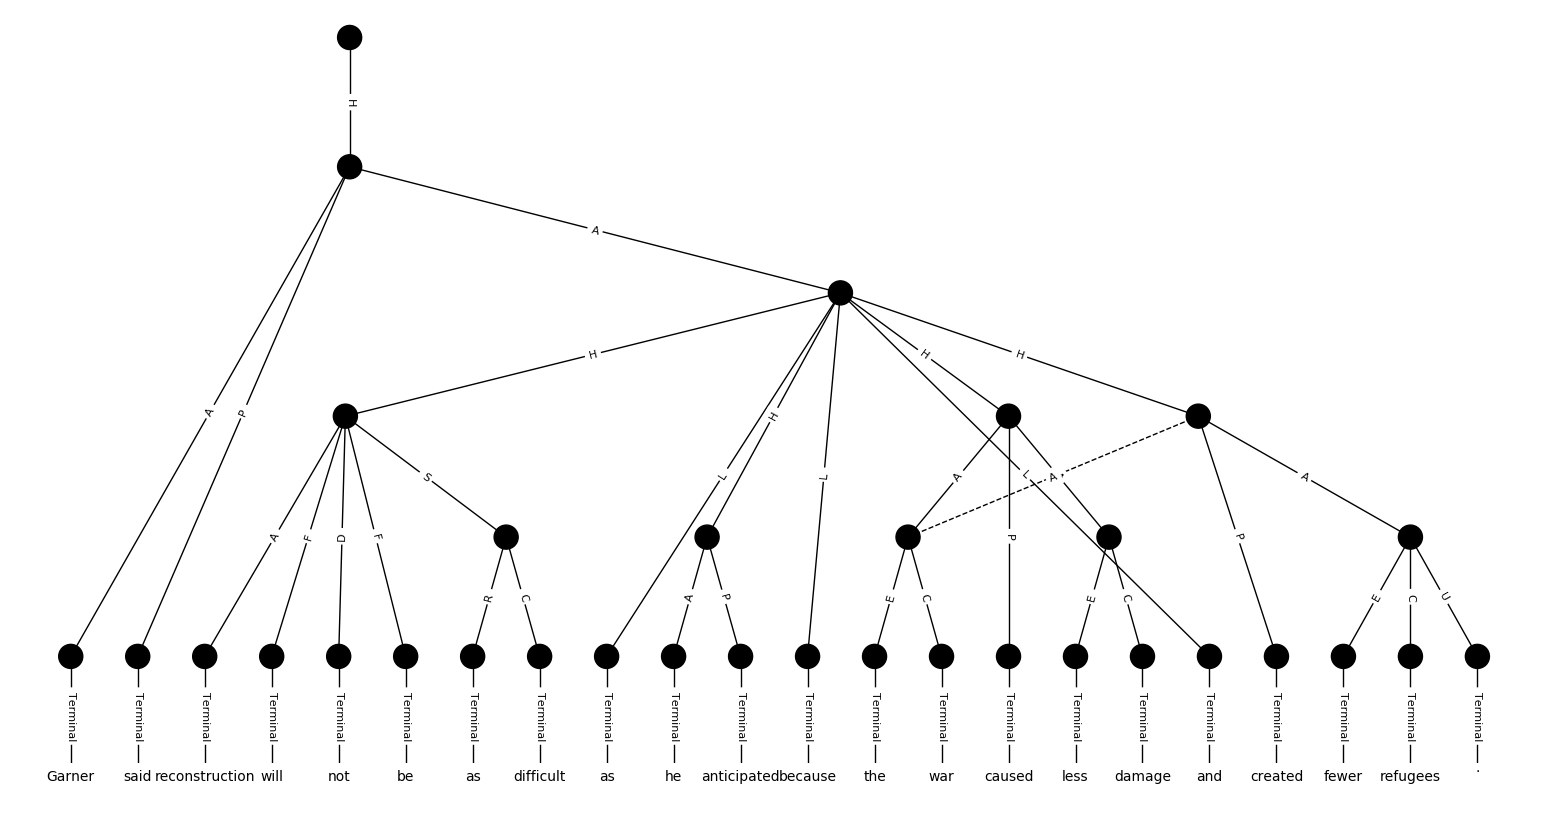 H
A
H
H
H
A
P
H
L
L
L
A
A
A
A
F
D
F
S
P
P
R
C
A
P
E
C
E
C
E
C
U
Terminal Terminal Terminal Terminal Terminal Terminal Terminal Terminal Terminal Terminal Terminal Terminal Terminal Terminal Terminal Terminal Terminal Terminal Terminal Terminal Terminal Terminal
Garner said reconstruction will not be as difficult as he anticipated because the war caused less damage and created fewer refugees .